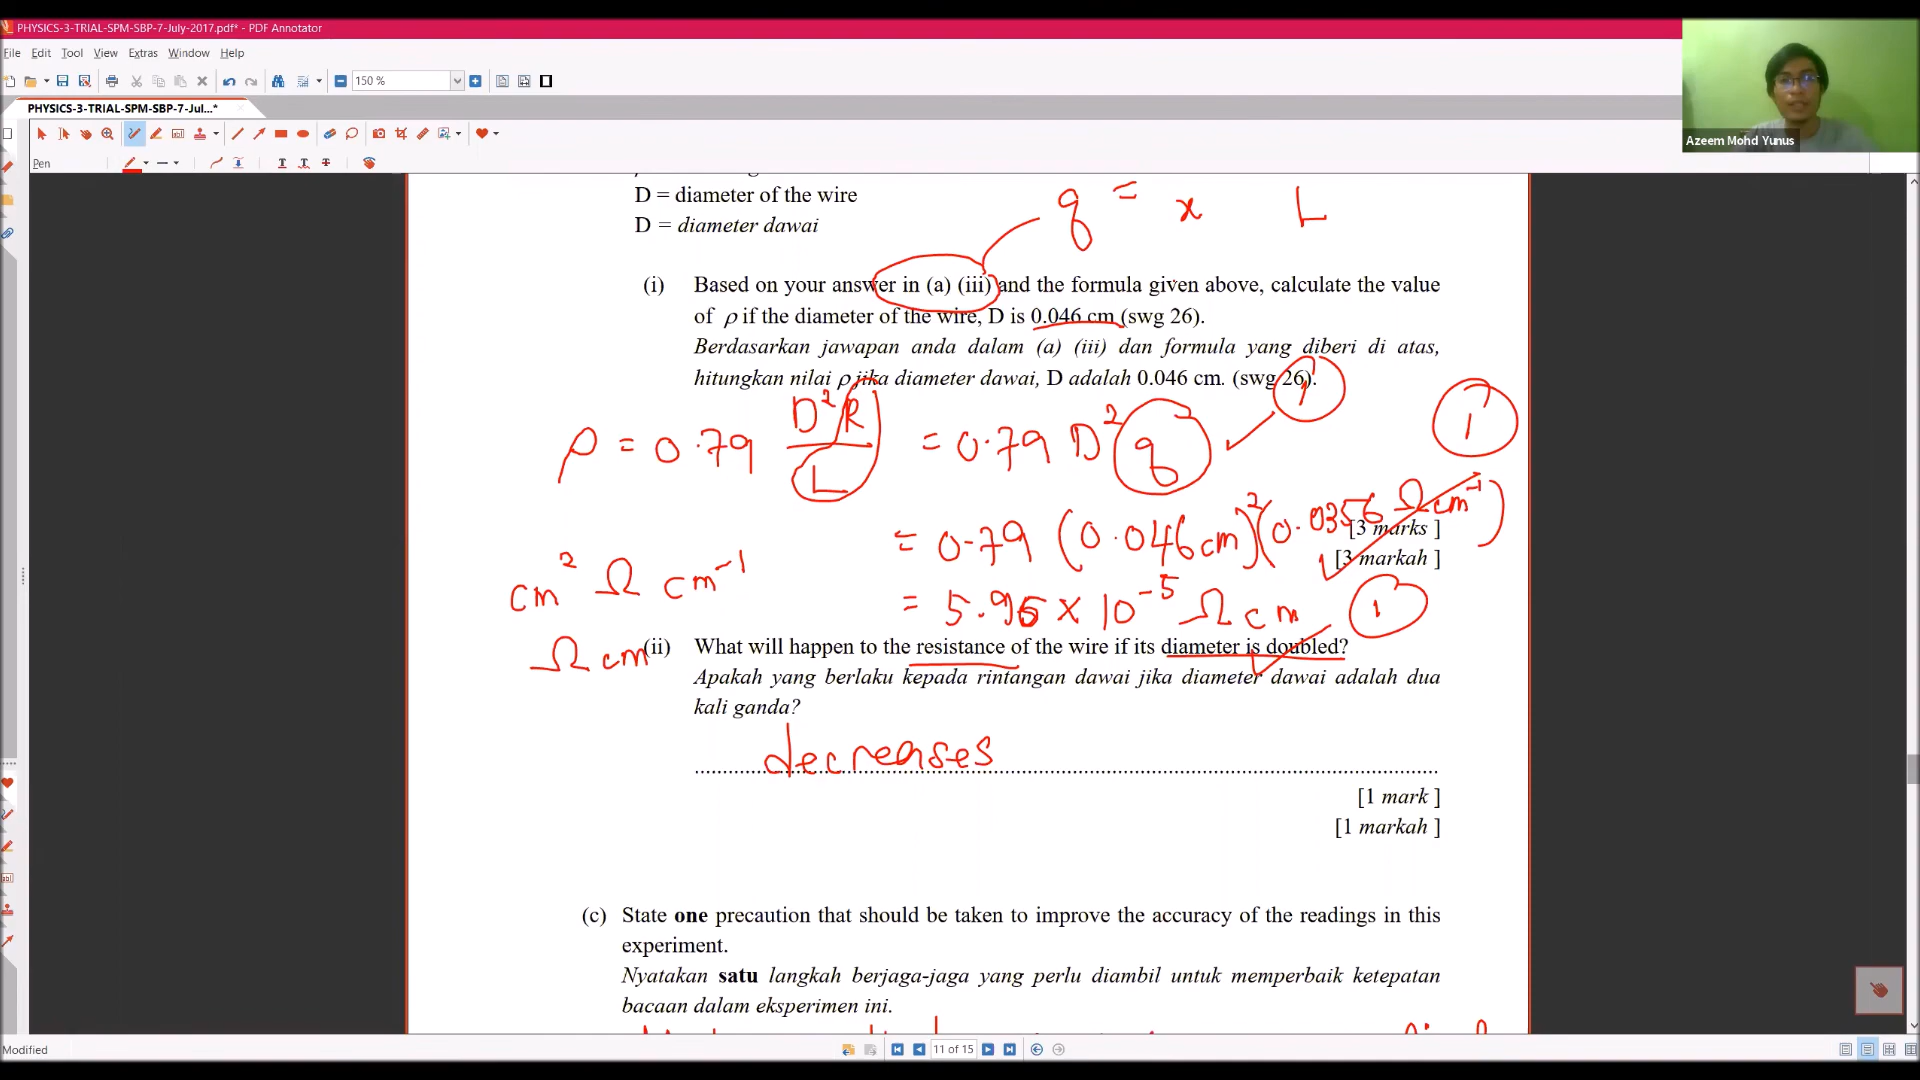 PHYSICS-3-TRIAL-SPM-SBP-7-July-2017.pdf* - PDF Annotator
File Edit Tool View Extras Window Help
150 %
PHYSICS-3-TRIAL-SPM-SBP-7-Jul...*
Azeem Mohd Yunus
Pen
D = diameter of the wire
D = diameter dawai
q = x L
(i) Based on your answer in (a) (iii) and the formula given above, calculate the value
of ρ if the diameter of the wire, D is 0.046 cm (swg 26).
Berdasarkan jawapan anda dalam (a) (iii) dan formula yang diberi di atas,
hitungkan nilai ρ jika diameter dawai, D adalah 0.046 cm. (swg 26).
1
1
ρ = 0.79 D²R / L = 0.79 D² q
= 0.79 (0.046cm)² (0.0356 Ω cm⁻¹)
[3 marks ]
[3 markah ]
cm² Ω cm⁻¹
= 5.95 × 10⁻⁵ Ω cm
1
Ω cm
(ii) What will happen to the resistance of the wire if its diameter is doubled?
Apakah yang berlaku kepada rintangan dawai jika diameter dawai adalah dua
kali ganda?
decreases
[1 mark ]
[1 markah ]
(c) State one precaution that should be taken to improve the accuracy of the readings in this
experiment.
Nyatakan satu langkah berjaga-jaga yang perlu diambil untuk memperbaik ketepatan
bacaan dalam eksperimen ini.
Modified
11 of 15